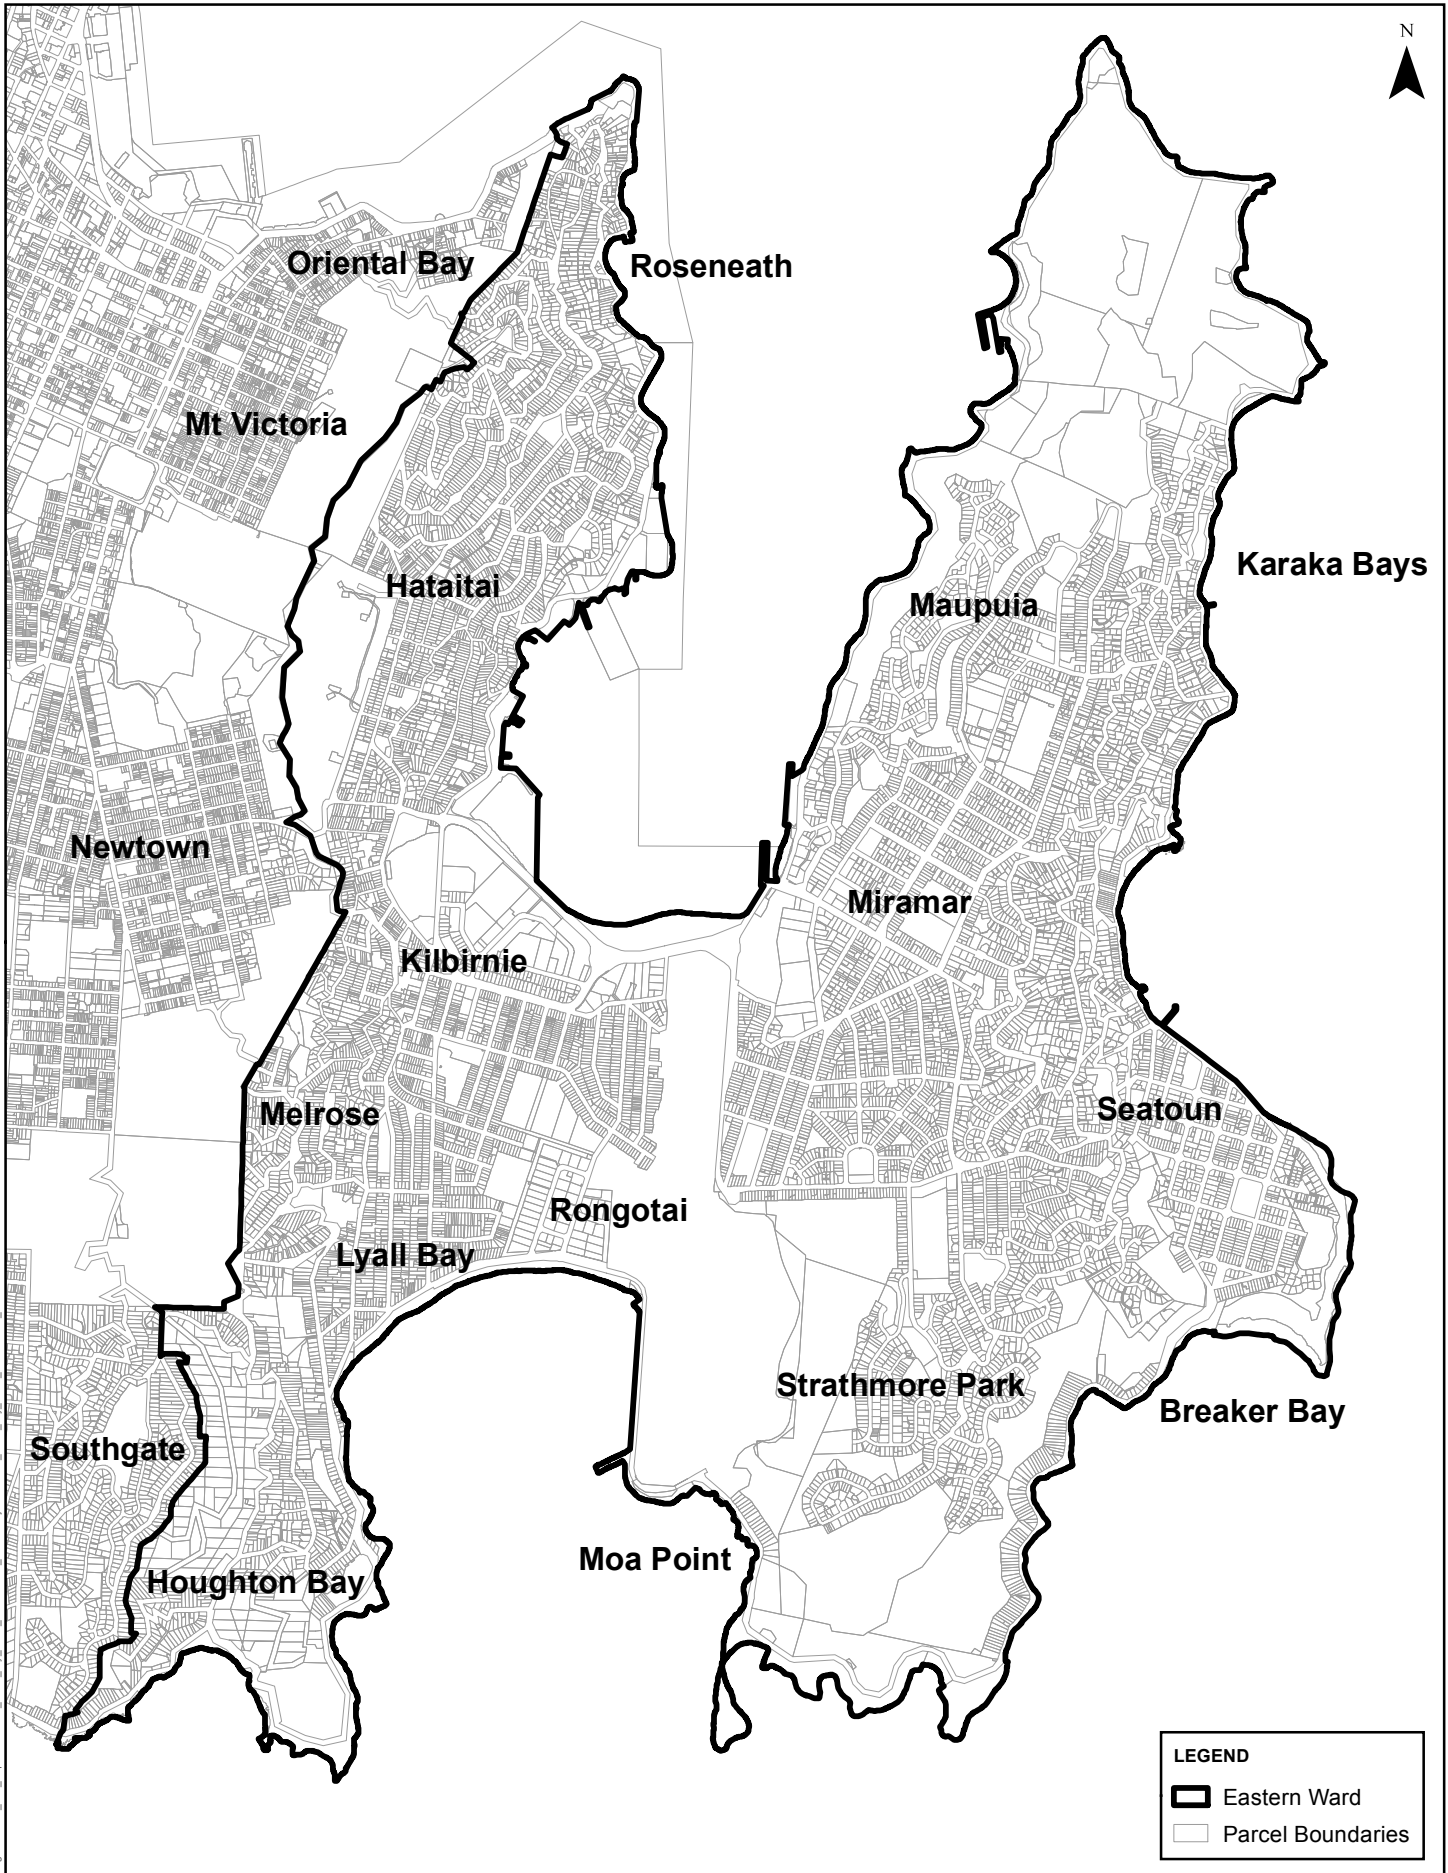 N
Oriental Bay
Roseneath
Mt Victoria
Karaka Bays
Hataitai
Maupuia
Newtown
Miramar
Kilbirnie
Melrose
Seatoun
Rongotai
Lyall Bay
Strathmore Park
Breaker Bay
Southgate
Moa Point
Houghton Bay
LEGEND
Eastern Ward
Parcel Boundaries